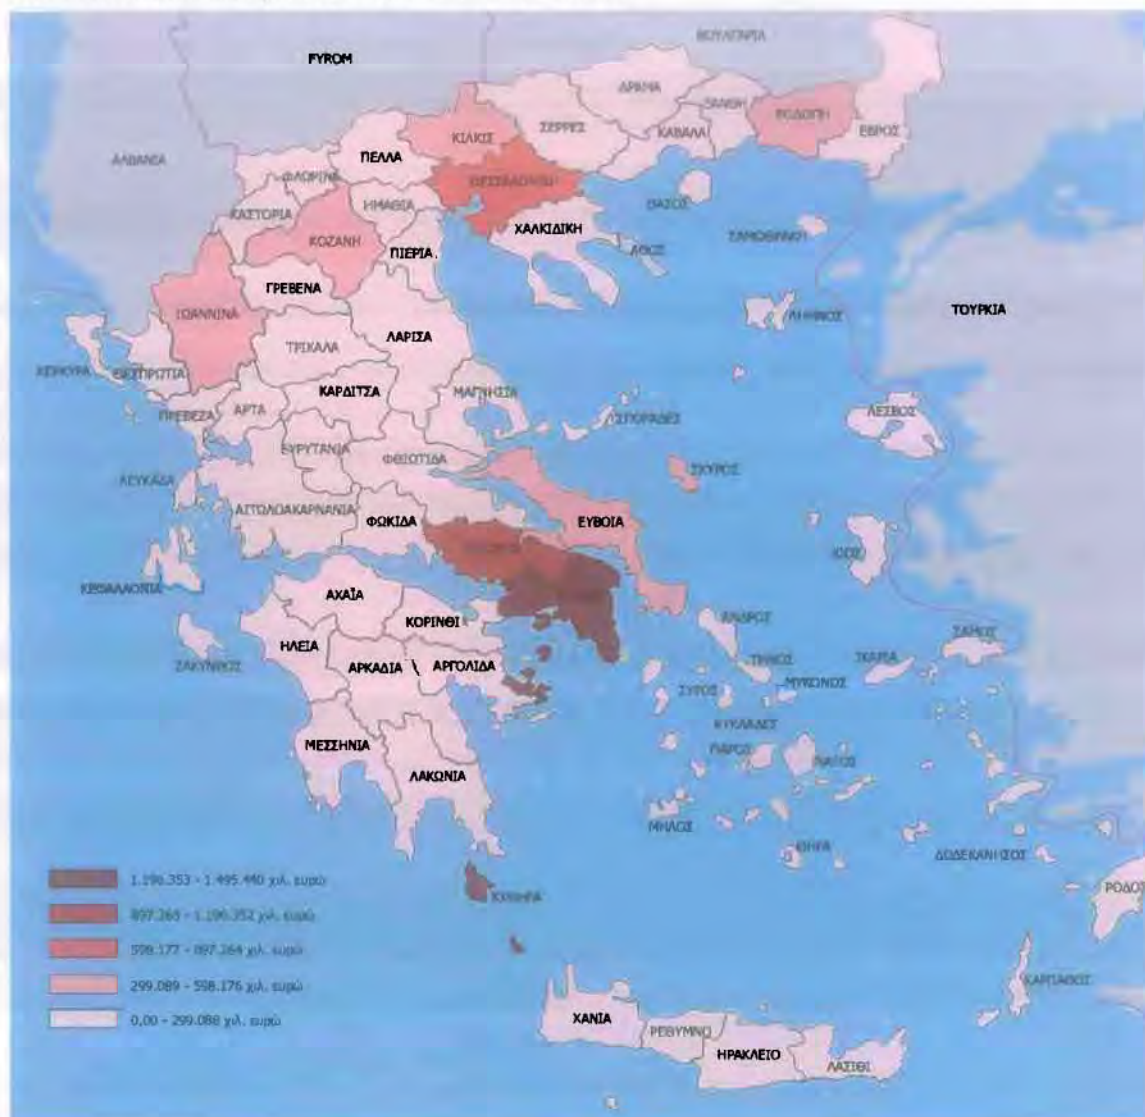 ΒΟΥΛΓΑΡΙΑ
FYROM
ΔΡΑΜΑ
ΞΑΝΘΗ
ΡΟΔΟΠΗ
ΣΕΡΡΕΣ
ΚΑΒΑΛΑ
ΕΒΡΟΣ
ΚΙΛΚΙΣ
ΑΛΒΑΝΙΑ
ΠΕΛΛΑ
ΦΛΩΡΙΝΑ
ΘΕΣΣΑΛΟΝΙΚΗ
ΘΑΣΟΣ
ΗΜΑΘΙΑ
ΚΑΣΤΟΡΙΑ
ΧΑΛΚΙΔΙΚΗ
ΣΑΜΟΘΡΑΚΗ
ΚΟΖΑΝΗ
ΑΘΟΣ
ΠΙΕΡΙΑ
ΓΡΕΒΕΝΑ
ΤΟΥΡΚΙΑ
ΙΩΑΝΝΙΝΑ
ΛΗΜΝΟΣ
ΛΑΡΙΣΑ
ΤΡΙΚΑΛΑ
ΚΕΡΚΥΡΑ
ΘΕΣΠΡΩΤΙΑ
ΚΑΡΔΙΤΣΑ
ΜΑΓΝΗΣΙΑ
ΠΡΕΒΕΖΑ
ΑΡΤΑ
ΛΕΣΒΟΣ
ΣΠΟΡΑΔΕΣ
ΕΥΡΥΤΑΝΙΑ
ΦΘΙΩΤΙΔΑ
ΣΚΥΡΟΣ
ΛΕΥΚΑΔΑ
ΑΙΤΩΛΟΑΚΑΡΝΑΝΙΑ
ΦΩΚΙΔΑ
ΕΥΒΟΙΑ
ΚΕΦΑΛΛΟΝΙΑ
ΑΧΑΪΑ
ΚΟΡΙΝΘΙ
ΑΝΔΡΟΣ
ΣΑΜΟΣ
ΗΛΕΙΑ
ΖΑΚΥΝΘΟΣ
ΑΡΚΑΔΙΑ
ΑΡΓΟΛΙΔΑ
ΤΗΝΟΣ
ΙΚΑΡΙΑ
ΜΥΚΟΝΟΣ
ΣΥΡΟΣ
ΚΥΚΛΑΔΕΣ
ΜΕΣΣΗΝΙΑ
ΠΑΡΟΣ
ΝΑΞΟΣ
ΛΑΚΩΝΙΑ
ΜΗΛΟΣ
ΘΗΡΑ
ΔΩΔΕΚΑΝΗΣΟΣ
1.196.353 - 1.495.440 χιλ. ευρώ
ΚΥΘΗΡΑ
ΡΟΔΟΣ
897.265 - 1.196.352 χιλ. ευρώ
598.177 - 897.264 χιλ. ευρώ
299.089 - 598.176 χιλ. ευρώ
ΚΑΡΠΑΘΟΣ
0,00 - 299.088 χιλ. ευρώ
ΧΑΝΙΑ
ΡΕΘΥΜΝΟ
ΗΡΑΚΛΕΙΟ
ΛΑΣΙΘΙ